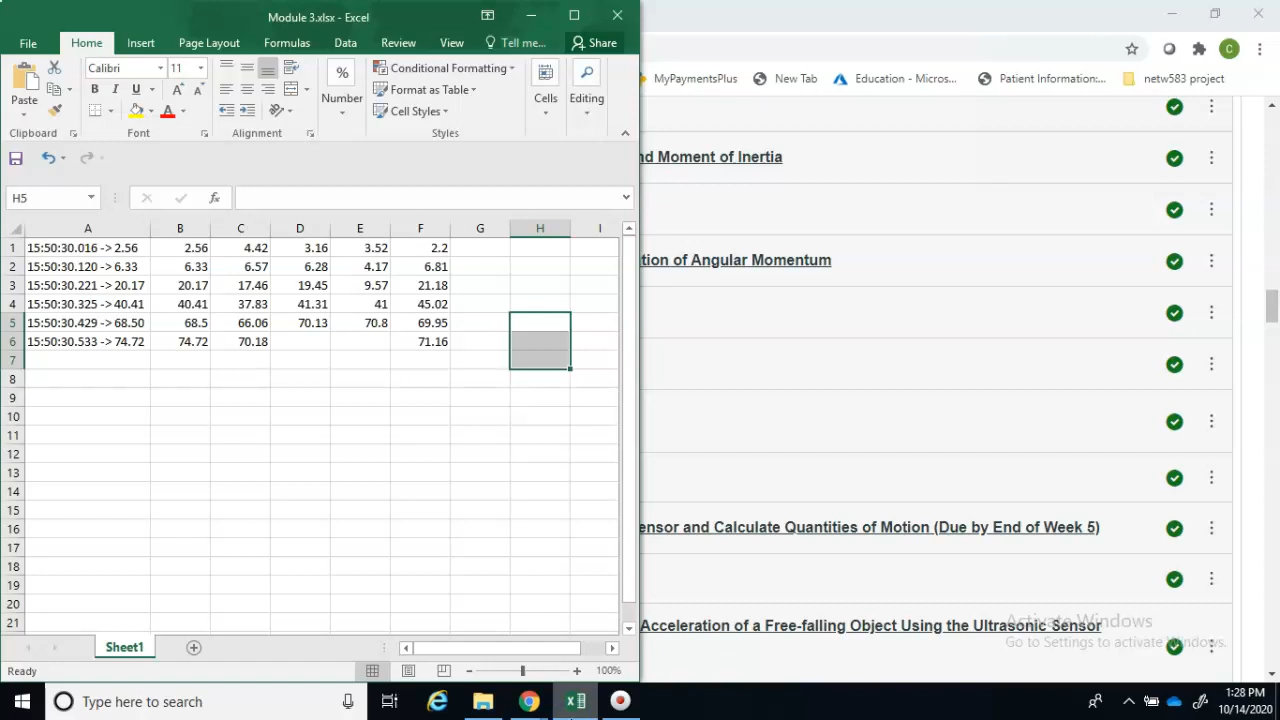 Module 3.xlsx - Excel
File Home Insert Page Layout Formulas Data Review View Tell me... Share
MyPaymentsPlus New Tab Education - Micros... Patient Information:... netw583 project
Calibri 11 % Conditional Formatting
Paste B I U A A Number Format as Table Cells Editing
A Cell Styles
Clipboard Font Alignment Styles
H5 fx
A B C D E F G H I
1 15:50:30.016 -> 2.56 2.56 4.42 3.16 3.52 2.2
2 15:50:30.120 -> 6.33 6.33 6.57 6.28 4.17 6.81
3 15:50:30.221 -> 20.17 20.17 17.46 19.45 9.57 21.18
4 15:50:30.325 -> 40.41 40.41 37.83 41.31 41 45.02
5 15:50:30.429 -> 68.50 68.5 66.06 70.13 70.8 69.95
6 15:50:30.533 -> 74.72 74.72 70.18 71.16
7
8
9
10
11
12
13
14
15
16
17
18
19
20
21
Sheet1
Ready 100%
nd Moment of Inertia
tion of Angular Momentum
ensor and Calculate Quantities of Motion (Due by End of Week 5)
Acceleration of a Free-falling Object Using the Ultrasonic Sensor
Activate Windows
Go to Settings to activate Windows.
C
Type here to search
1:28 PM
10/14/2020